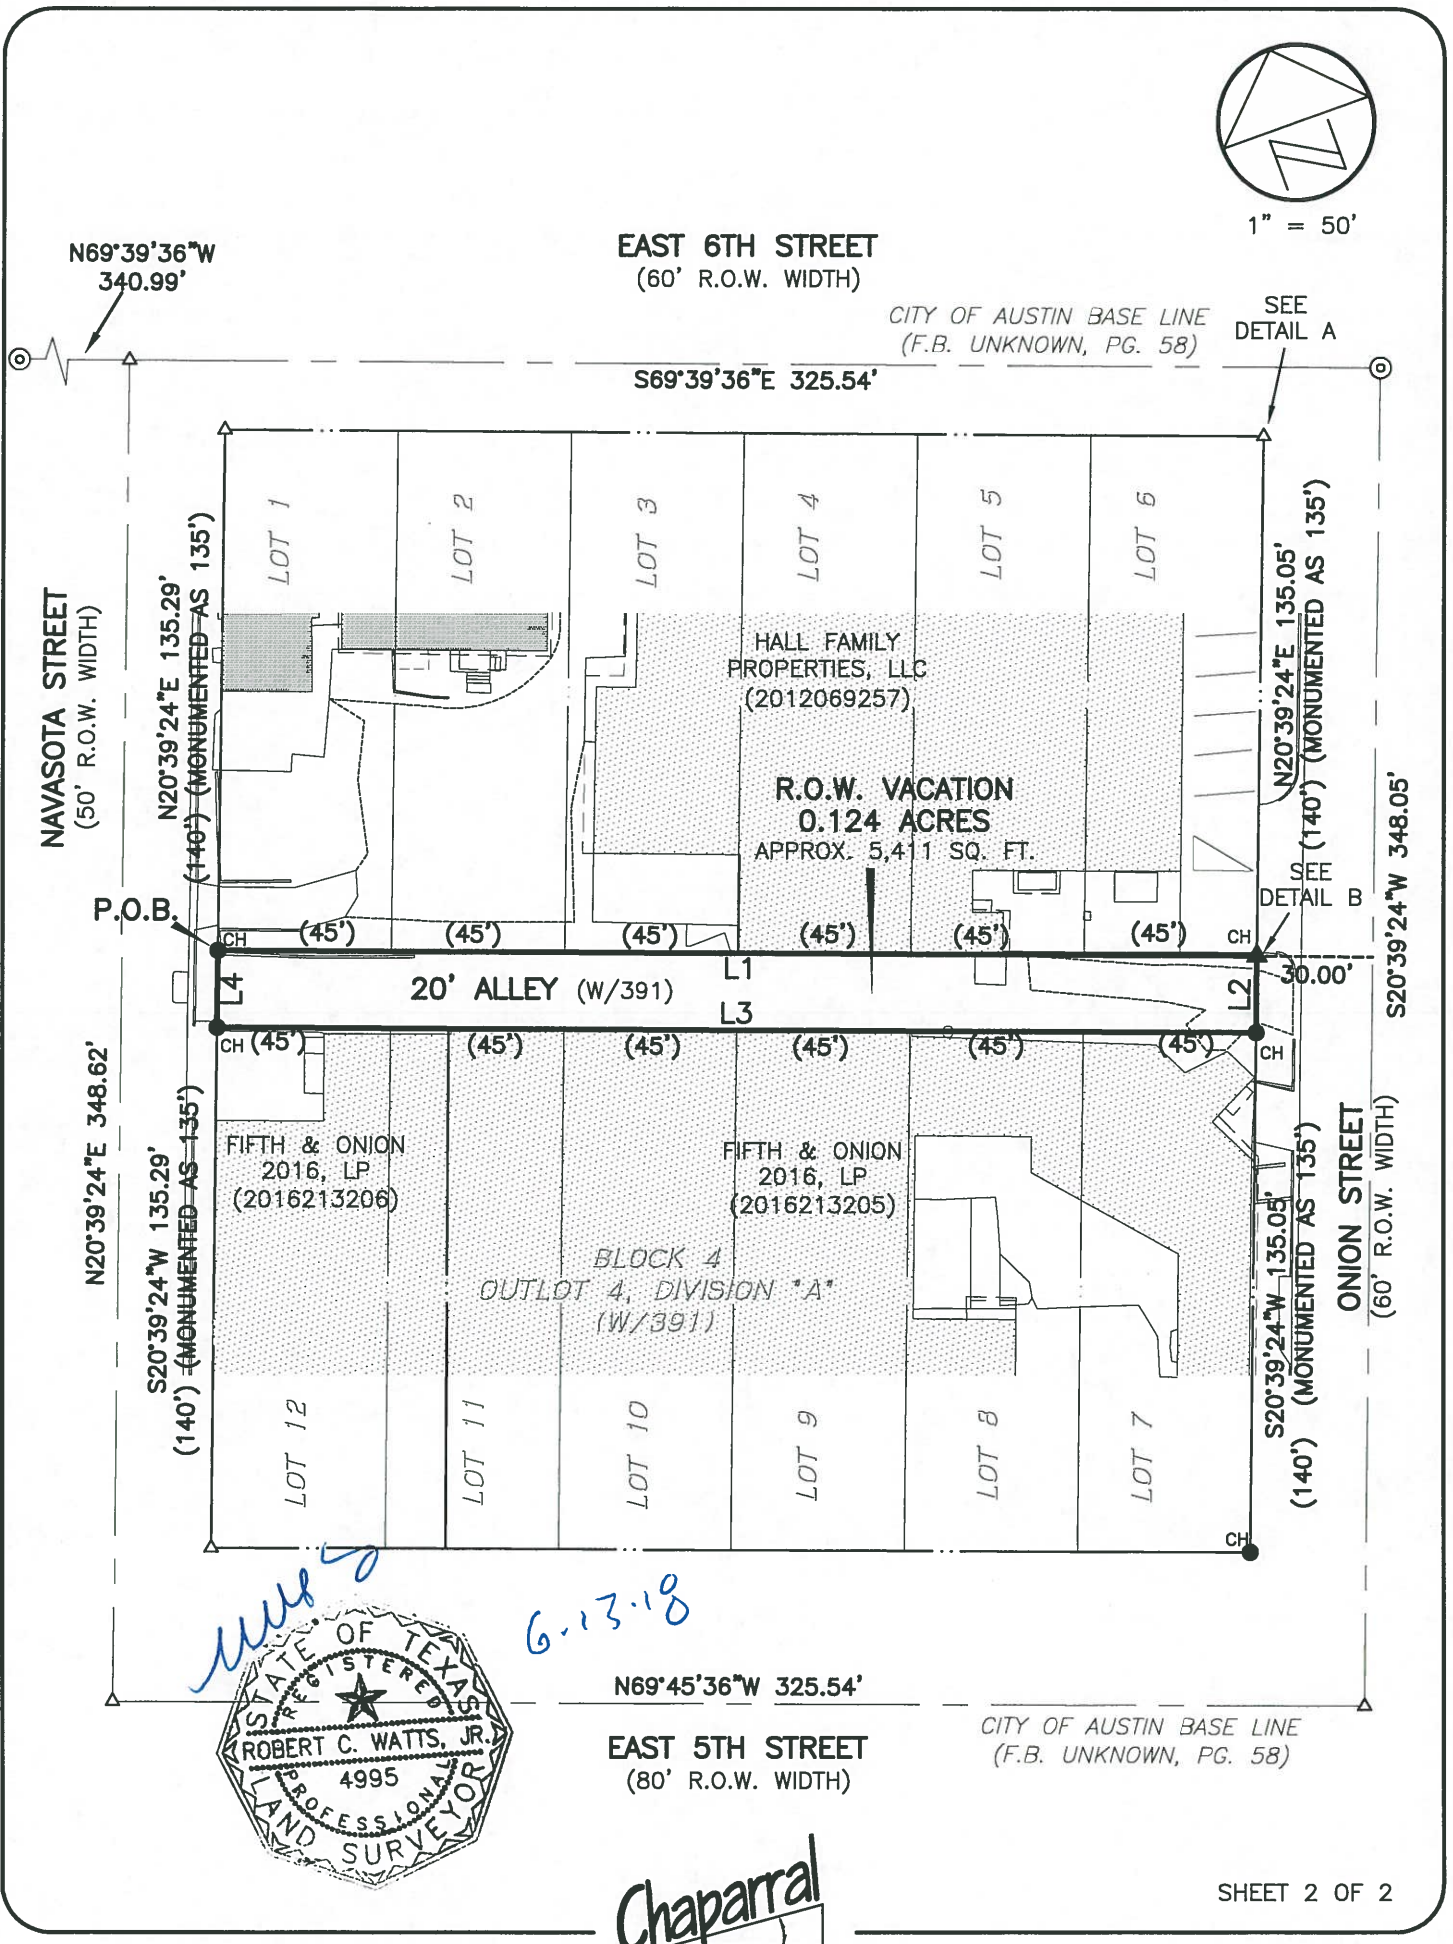 1" = 50'
N69°39'36"W
340.99'
EAST 6TH STREET
(60' R.O.W. WIDTH)
CITY OF AUSTIN BASE LINE
(F.B. UNKNOWN, PG. 58)
SEE
DETAIL A
S69°39'36"E 325.54'
LOT 1
LOT 2
LOT 3
LOT 4
LOT 5
LOT 6
NAVASOTA STREET
(50' R.O.W. WIDTH)
N20°39'24"E 135.29'
(140') (MONUMENTED AS 135')
HALL FAMILY
PROPERTIES, LLC
(2012069257)
N20°39'24"E 135.05'
(140') (MONUMENTED AS 135')
R.O.W. VACATION
0.124 ACRES
APPROX. 5,411 SQ. FT.
S20°39'24"W 348.05'
SEE
DETAIL B
P.O.B.
CH
(45')
(45')
(45')
(45')
(45')
(45')
CH
L1
30.00'
L4
20' ALLEY (W/391)
L3
L2
CH
(45')
(45')
(45')
(45')
(45')
(45')
CH
N20°39'24"E 348.62'
S20°39'24"W 135.29'
(140') (MONUMENTED AS 135')
FIFTH & ONION
2016, LP
(2016213206)
FIFTH & ONION
2016, LP
(2016213205)
BLOCK 4
OUTLOT 4, DIVISION "A"
(W/391)
S20°39'24"W 135.05'
(140') (MONUMENTED AS 135')
ONION STREET
(60' R.O.W. WIDTH)
LOT 12
LOT 11
LOT 10
LOT 9
LOT 8
LOT 7
CH
6.13.18
STATE OF TEXAS
REGISTERED
ROBERT C. WATTS, JR.
4995
PROFESSIONAL
LAND SURVEYOR
N69°45'36"W 325.54'
EAST 5TH STREET
(80' R.O.W. WIDTH)
CITY OF AUSTIN BASE LINE
(F.B. UNKNOWN, PG. 58)
Chaparral
SHEET 2 OF 2